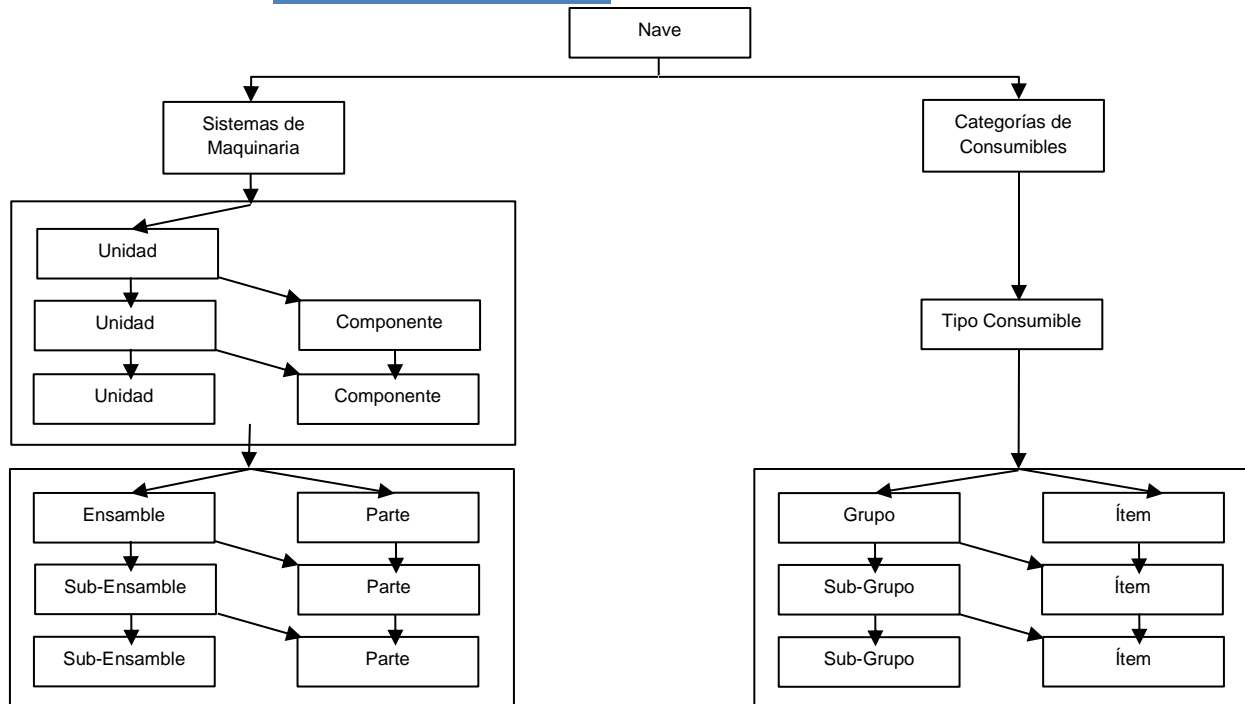 Nave
Sistemas de
Maquinaria
Categorías de
Consumibles
Unidad
Unidad
Componente
Tipo Consumible
Unidad
Componente
Ensamble
Parte
Grupo
Ítem
Sub-Ensamble
Parte
Sub-Grupo
Ítem
Sub-Ensamble
Parte
Sub-Grupo
Ítem